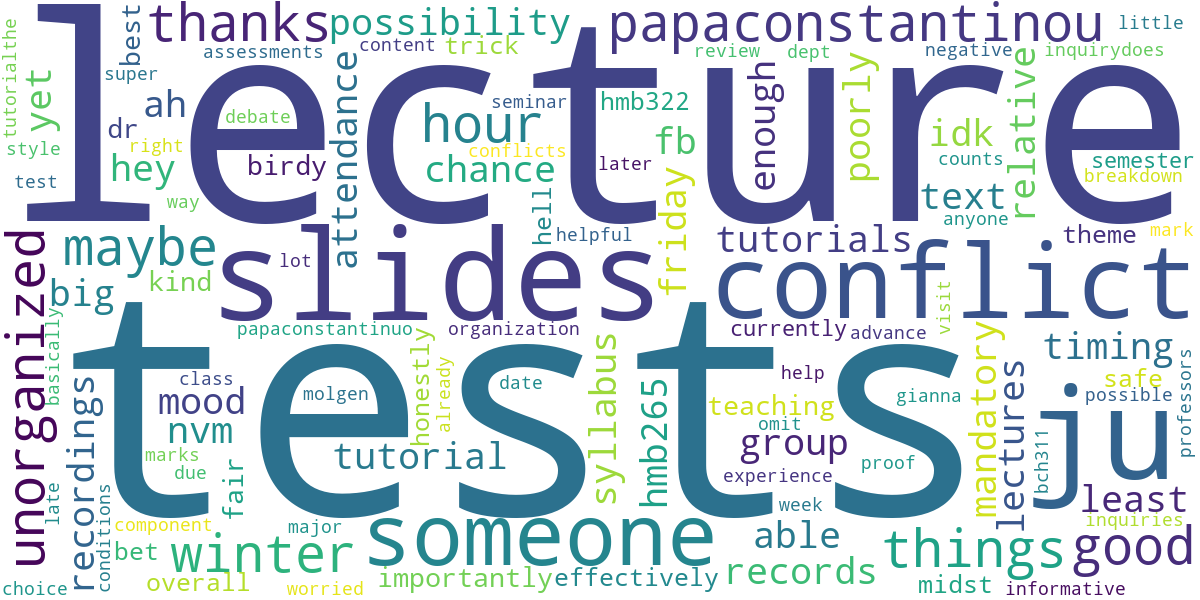 thanks
possibility
papaconstantinou
little
best
tutorialthe
assessments
content
trick
review
dept
negative
inquirydoes
super
yet
ah
attendance
lecture
seminar
hmb322
enough
poorly
relative
dr
debate
hour
fb
idk
style
right
hey
birdy
conflicts
chance
later
counts
semester
breakdown
test
way
friday
text
anyone
unorganized
maybe
hell
helpful
slides
tutorials
theme
mark
conflict
lot
kind
big
basically
papaconstantinuo
organization
currently
advance
visit
timing
recordings
class
mood
molgen
honestly
already
date
syllabus
hmb265
help
teaching
gianna
mandatory
lectures
safe
possible
professors
nvm
tests
omit
group
ju
tutorial
marks
due
fair
experience
proof
bch311
late
conditions
component
major
someone
week
able
least
inquiries
bet
winter
things
good
choice
overall
worried
importantly
effectively
records
midst
informative